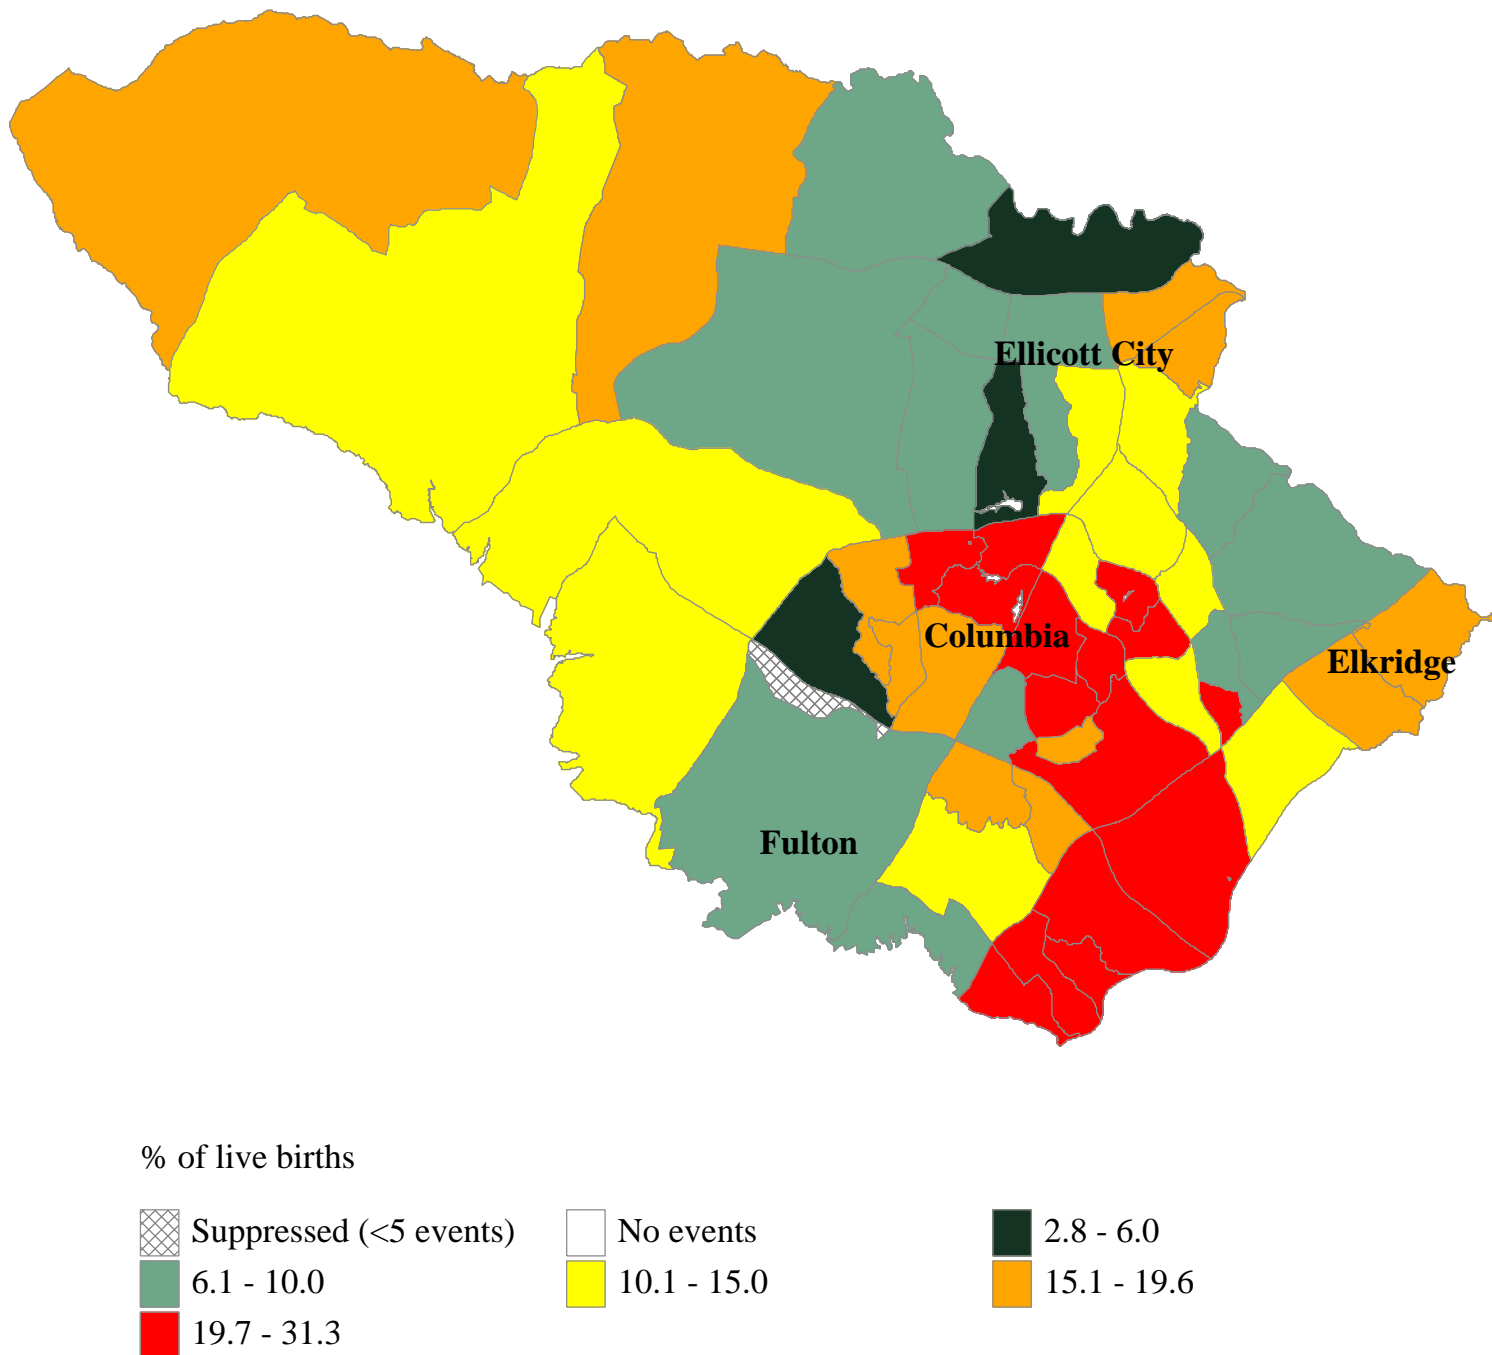 Ellicott City
Columbia
Elkridge
Fulton
% of live births
Suppressed (<5 events)
No events
2.8 - 6.0
6.1 - 10.0
10.1 - 15.0
15.1 - 19.6
19.7 - 31.3